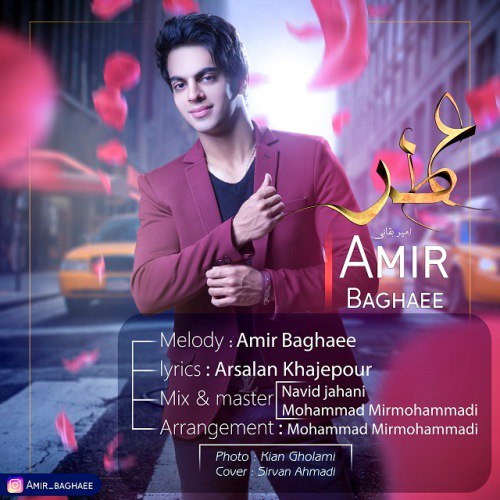 عطر
امیر بقائی
AMIR
BAGHAEE
Melody : Amir Baghaee
lyrics : Arsalan Khajepour
Mix & master
Navid jahani
Mohammad Mirmohammadi
Arrangement : Mohammad Mirmohammadi
Photo : Kian Gholami
Cover : Sirvan Ahmadi
AMIR_BAGHAEE